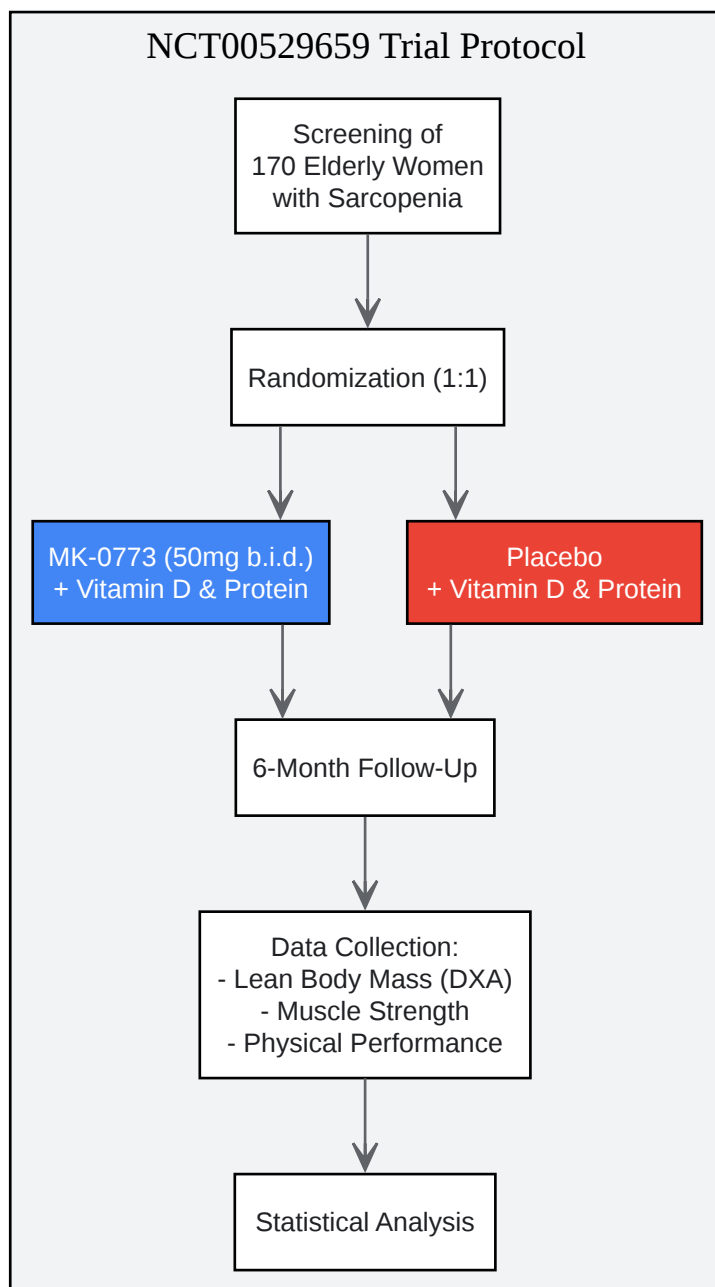 NCT00529659 Trial Protocol
Screening of
170 Elderly Women
with Sarcopenia
Randomization (1:1)
MK-0773 (50mg b.i.d.)
+ Vitamin D & Protein
Placebo
+ Vitamin D & Protein
6-Month Follow-Up
Data Collection:
- Lean Body Mass (DXA)
- Muscle Strength
- Physical Performance
Statistical Analysis